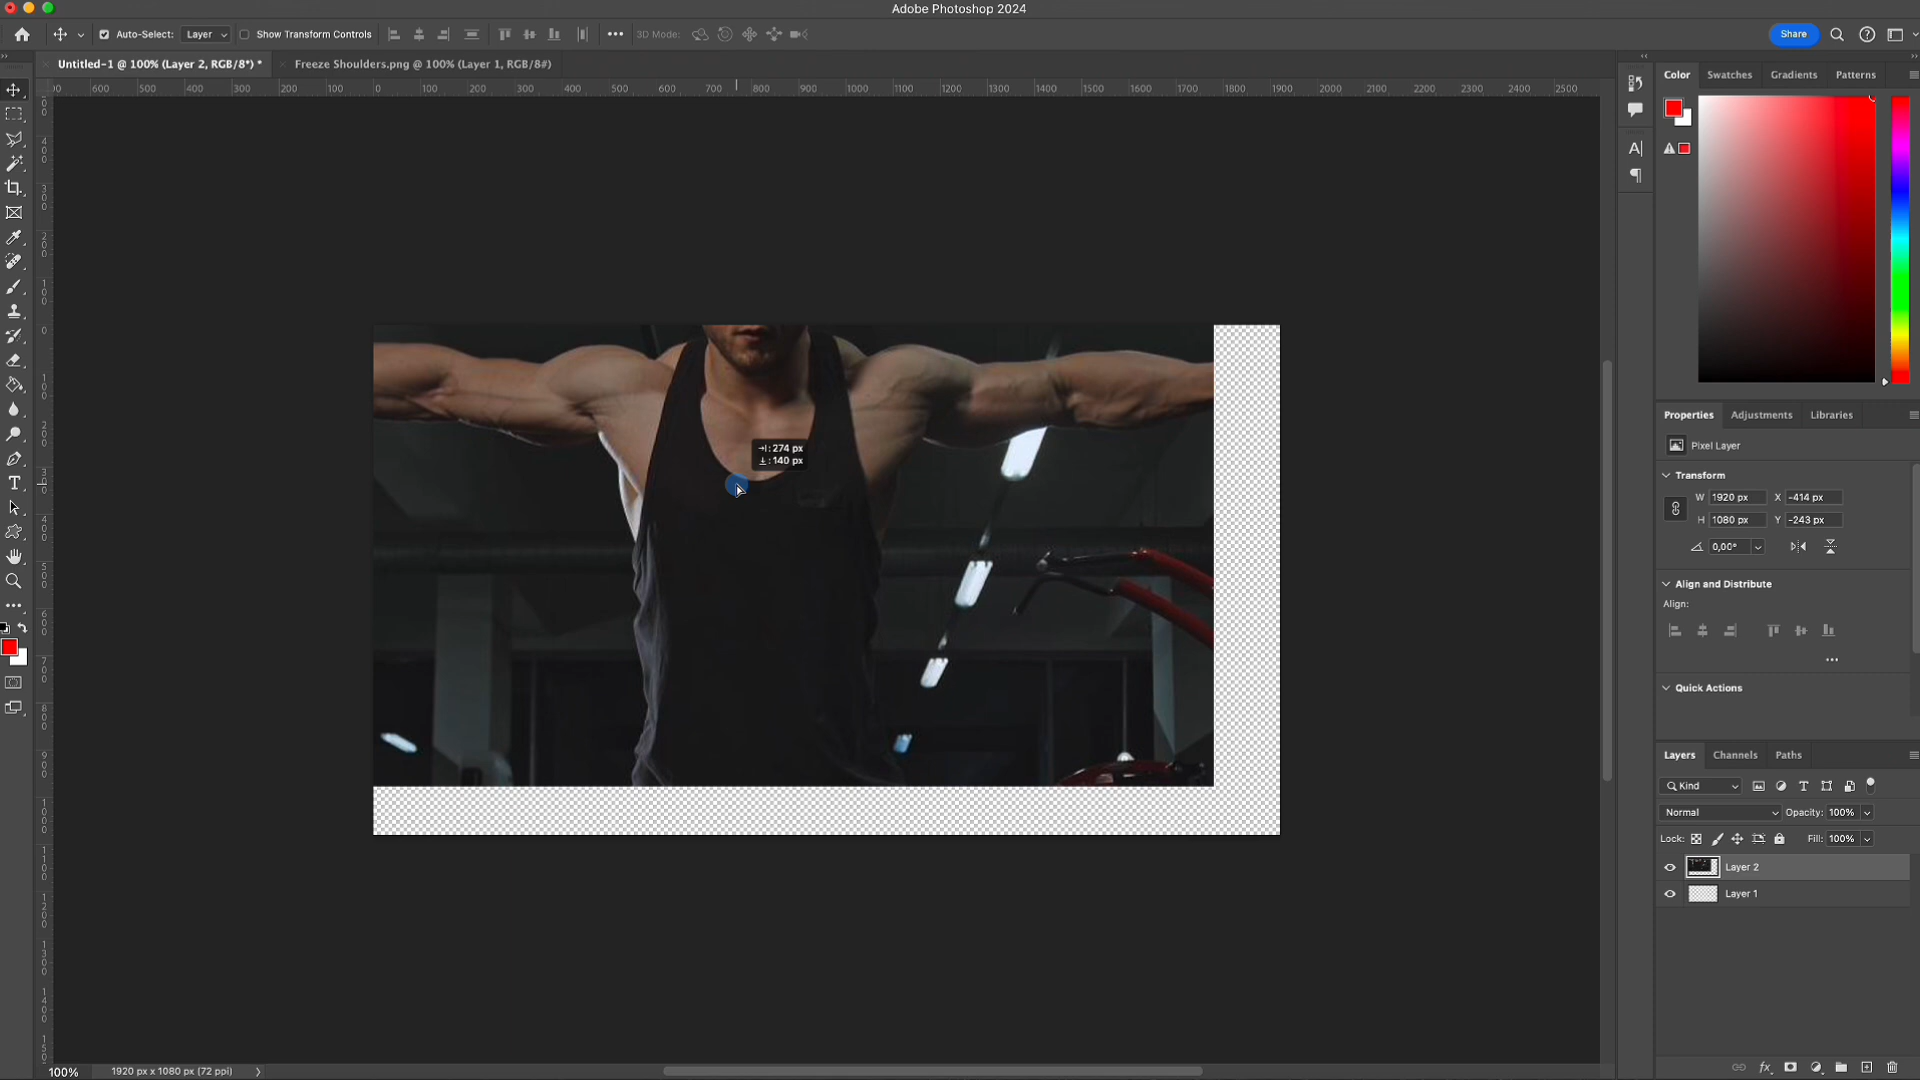 Adobe Photoshop 2024
Auto-Select: Layer Show Transform Controls 3D Mode: Share
Untitled-1 @ 100% (Layer 2, RGB/8*) * Freeze Shoulders.png @ 100% (Layer 1, RGB/8#)
600 500 400 300 200 100 0 100 200 300 400 500 600 700 800 900 1000 1100 1200 1300 1400 1500 1600 1700 1800 1900 2000 2100 2200 2300 2400 2500
Color Swatches Gradients Patterns
Properties Adjustments Libraries
Pixel Layer
Transform
W 1920 px X -414 px
H 1080 px Y -243 px
0,00°
Align and Distribute
Align:
Quick Actions
: 274 px
: 140 px
Layers Channels Paths
Kind
Normal Opacity: 100%
Lock: Fill: 100%
Layer 2
Layer 1
100% 1920 px x 1080 px (72 ppi)